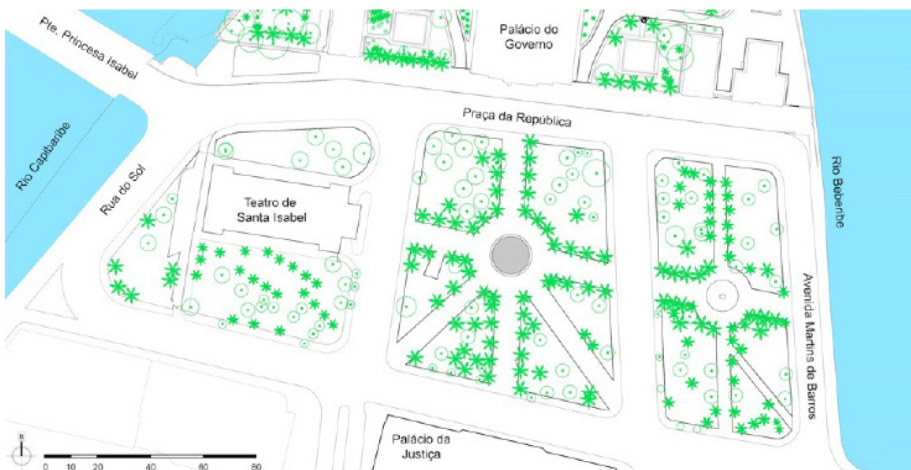 Pte. Princesa Isabel
Palácio do
Governo
Praça da República
Rio Capibaribe
Rua do Sol
Teatro de
Santa Isabel
Rio Beberibe
Avenida Martins de Barros
Palácio da
Justiça
N
0 10 20 40 60 80